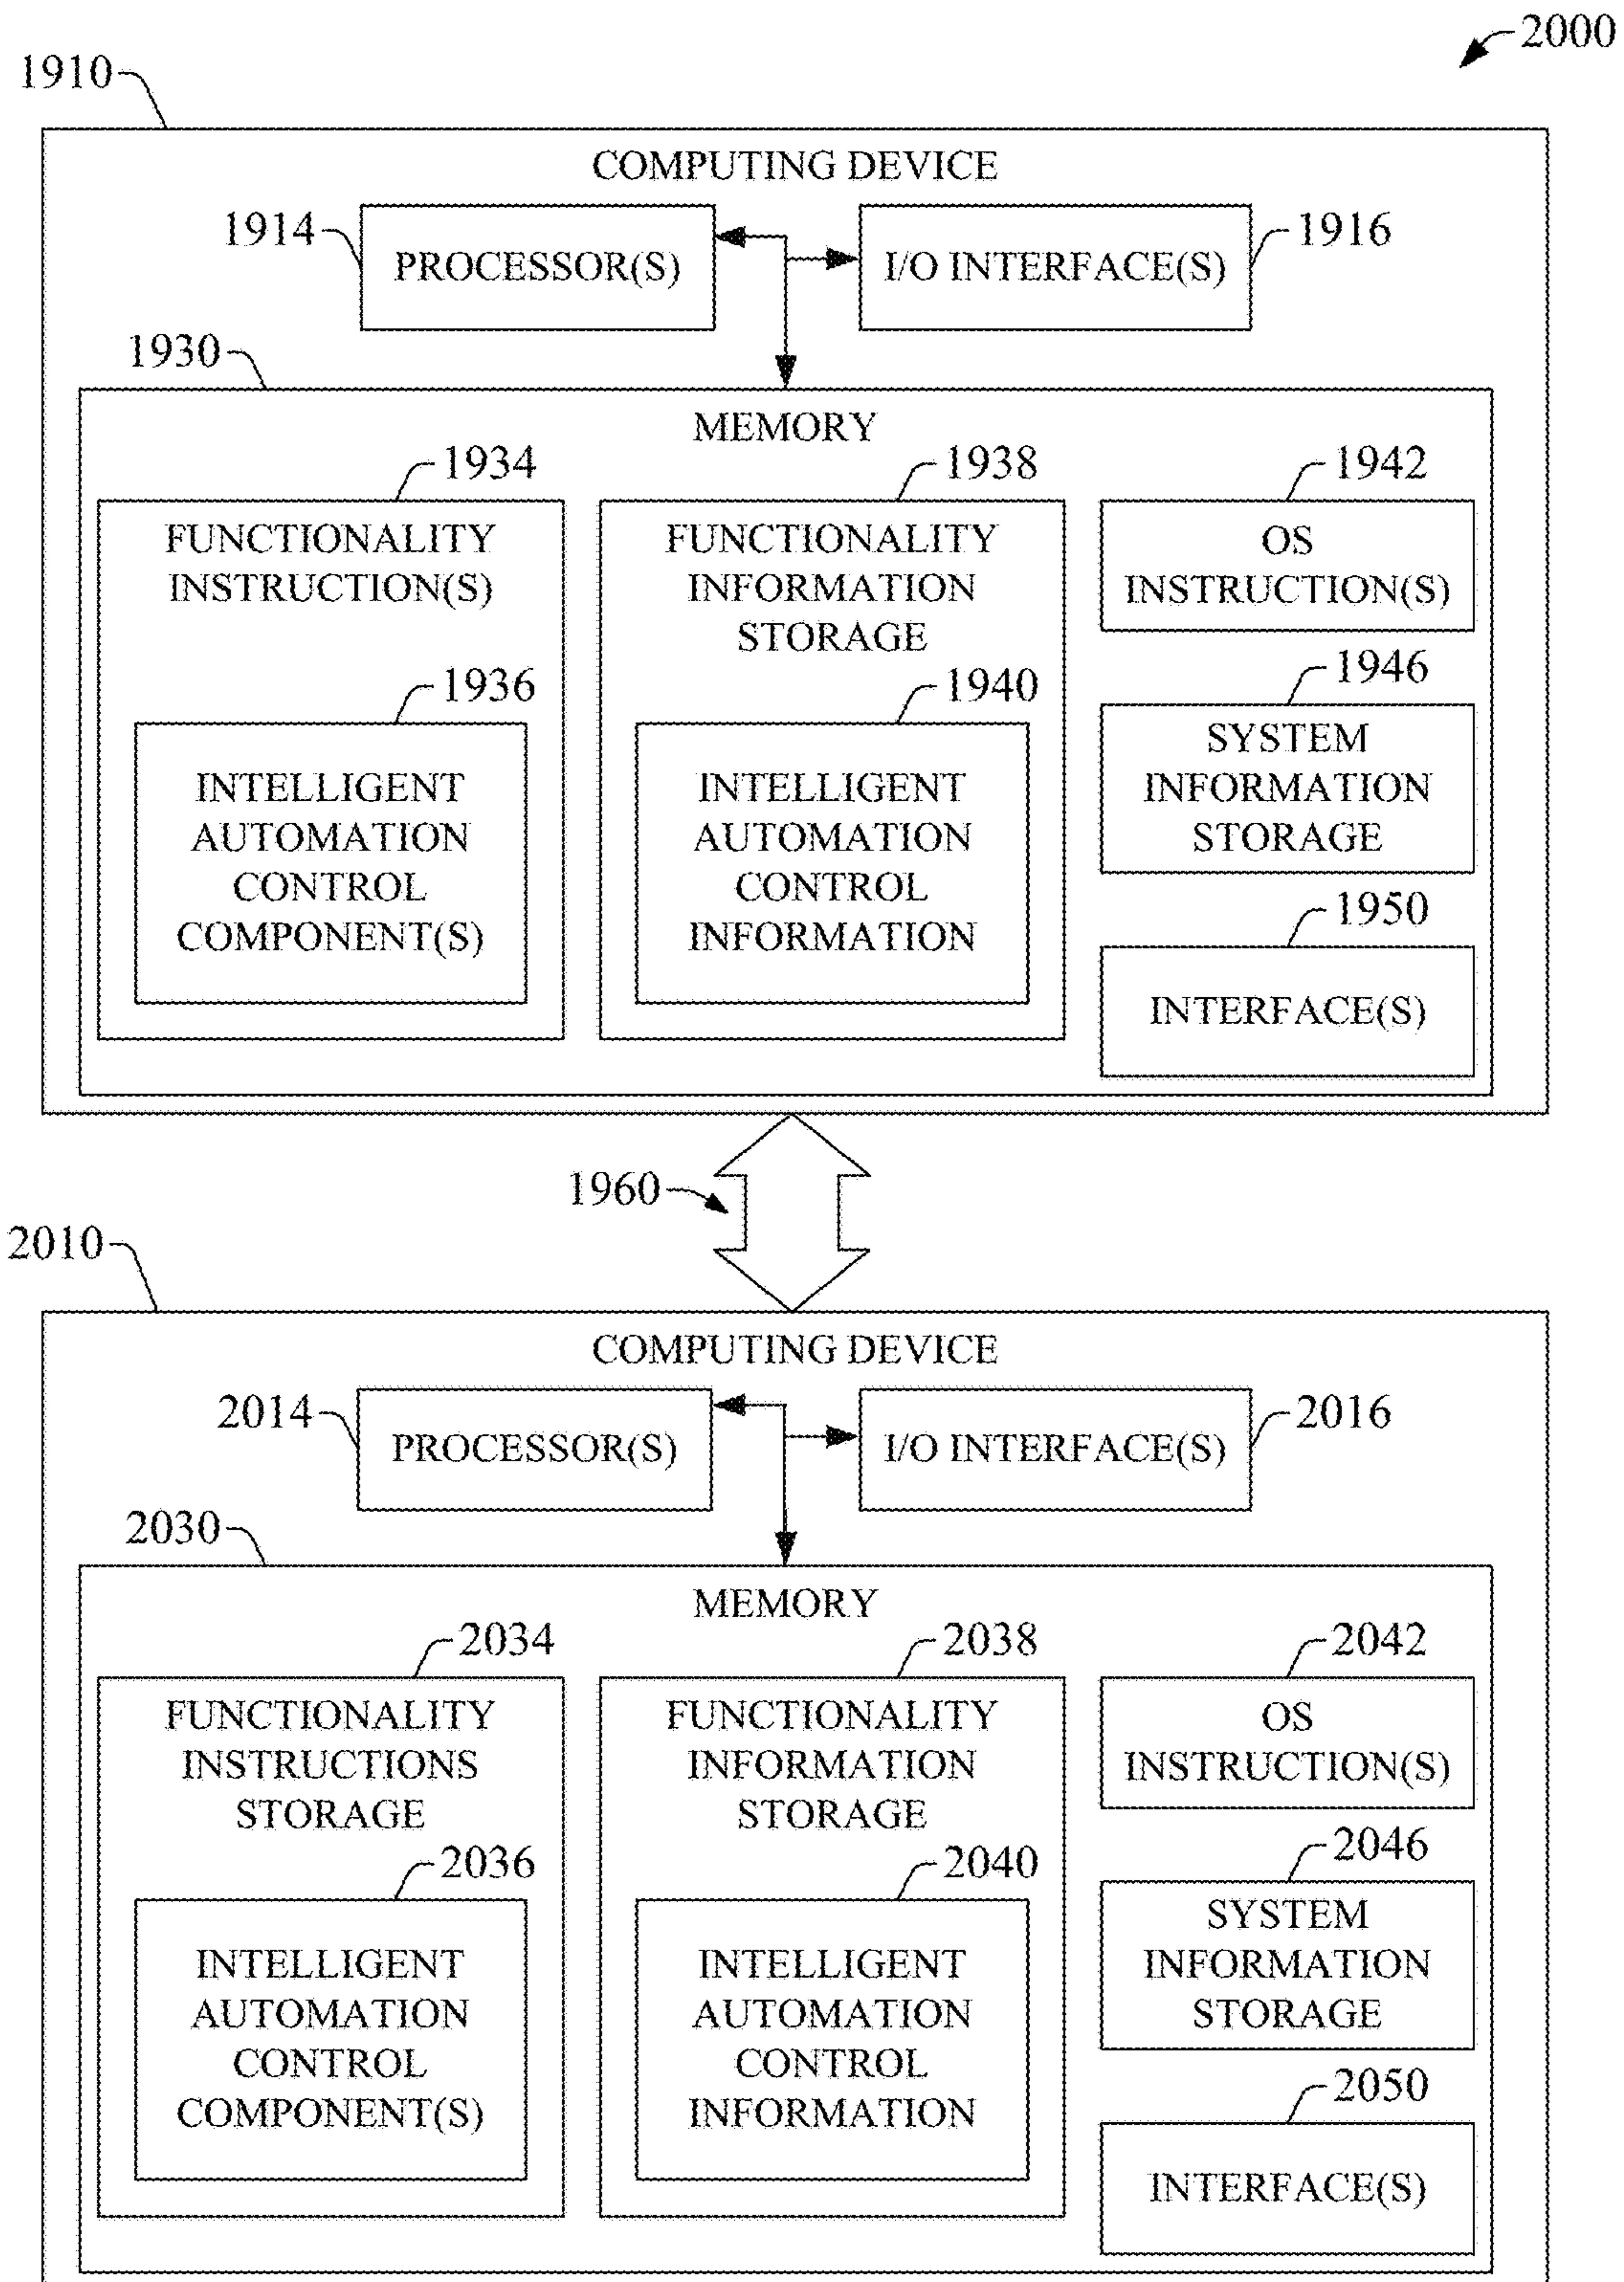 2000
1910
COMPUTING DEVICE
1914
PROCESSOR(S)
I/O INTERFACE(S)
1916
1930
MEMORY
1934
FUNCTIONALITY
INSTRUCTION(S)
1936
INTELLIGENT
AUTOMATION
CONTROL
COMPONENT(S)
1938
FUNCTIONALITY
INFORMATION
STORAGE
1940
INTELLIGENT
AUTOMATION
CONTROL
INFORMATION
1942
OS
INSTRUCTION(S)
1946
SYSTEM
INFORMATION
STORAGE
1950
INTERFACE(S)
1960
2010
COMPUTING DEVICE
2014
PROCESSOR(S)
I/O INTERFACE(S)
2016
2030
MEMORY
2034
FUNCTIONALITY
INSTRUCTIONS
STORAGE
2036
INTELLIGENT
AUTOMATION
CONTROL
COMPONENT(S)
2038
FUNCTIONALITY
INFORMATION
STORAGE
2040
INTELLIGENT
AUTOMATION
CONTROL
INFORMATION
2042
OS
INSTRUCTION(S)
2046
SYSTEM
INFORMATION
STORAGE
2050
INTERFACE(S)